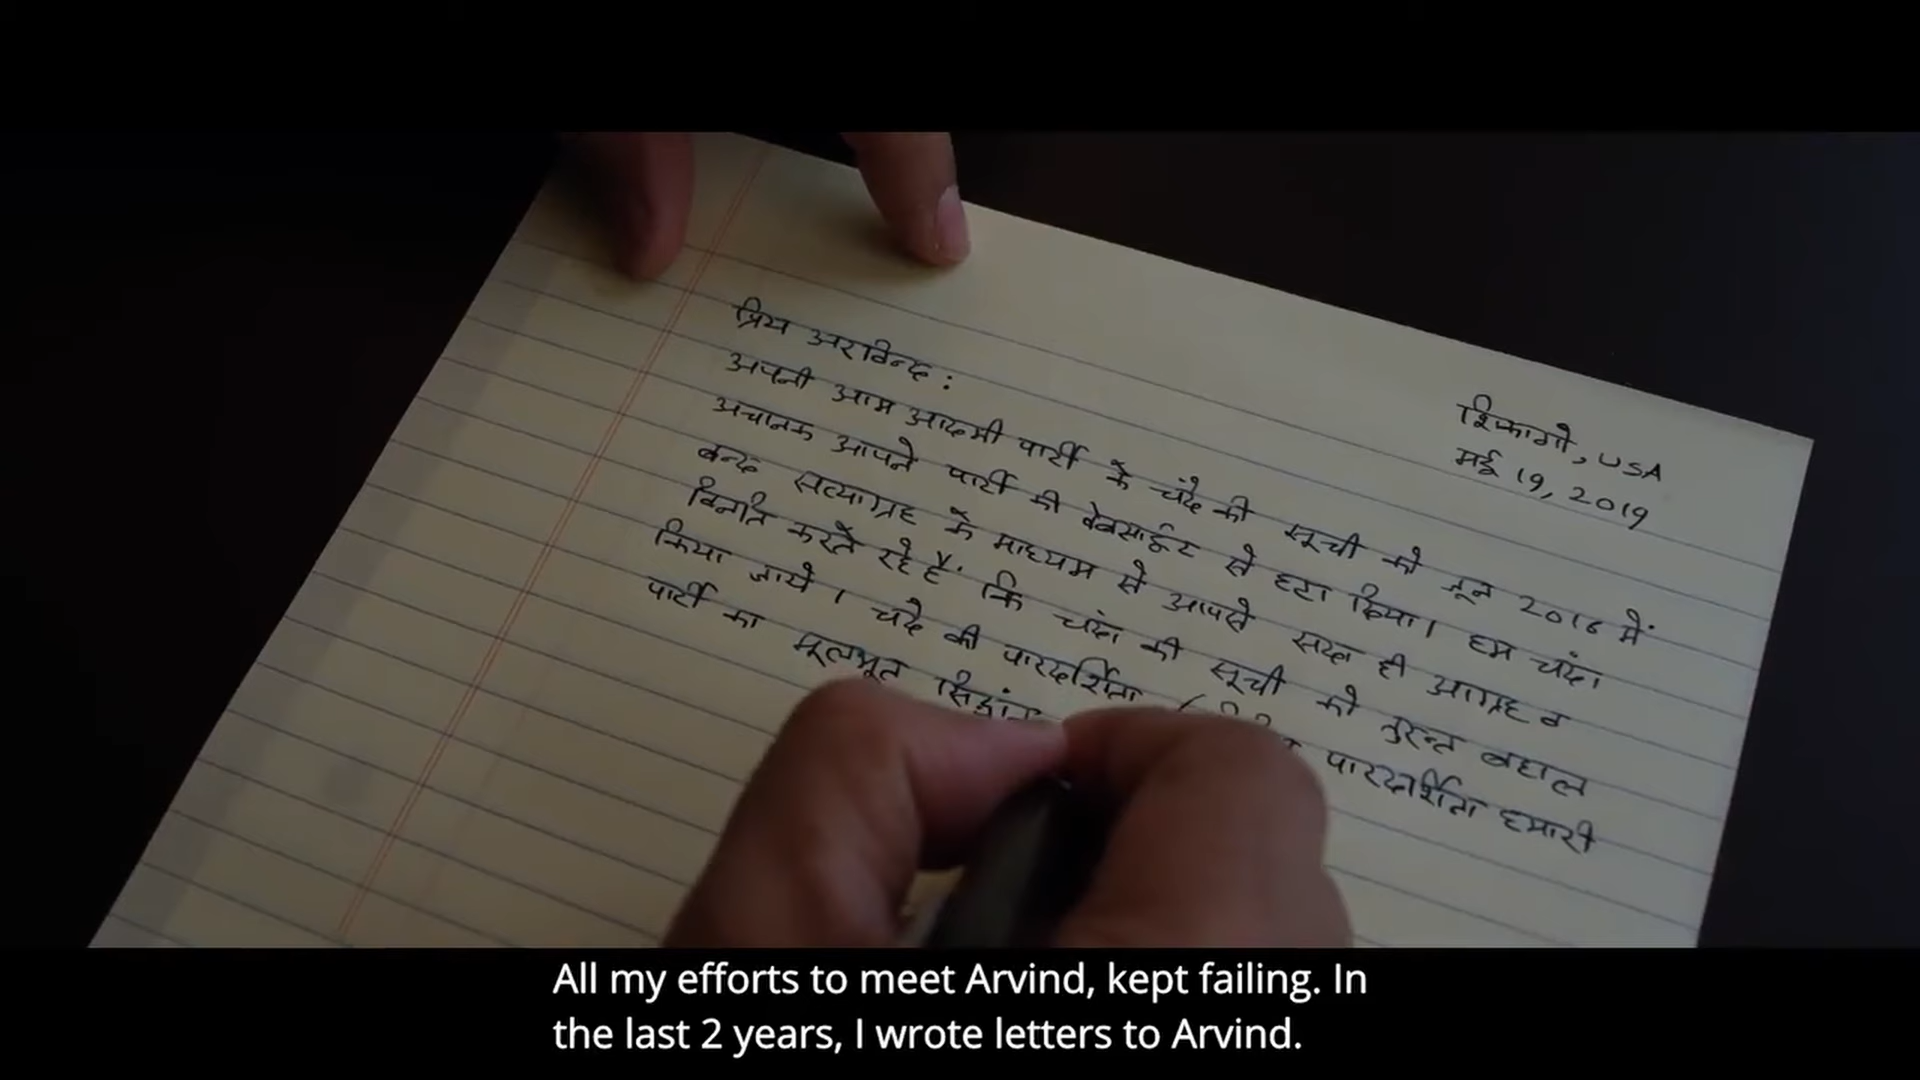 शिकागो, USA
मई 19, 2019
प्रिय अरविन्द :
अपनी आम आदमी पार्टी के चंदे की सूची को जून 2016 में
अचानक आपने पार्टी की वेबसाईट से हटा दिया। हम चंदा
बन्द सत्याग्रह के माध्यम से आपसे सदा ही आग्रह व
विनति करते रहे हैं कि चंदा की सूची को तुरन्त बहाल
किया जाये। चंदे की पारदर्शिता पारदर्शिता हमारी
पार्टी का मूलभूत सिद्धांत
All my efforts to meet Arvind, kept failing. In
the last 2 years, I wrote letters to Arvind.